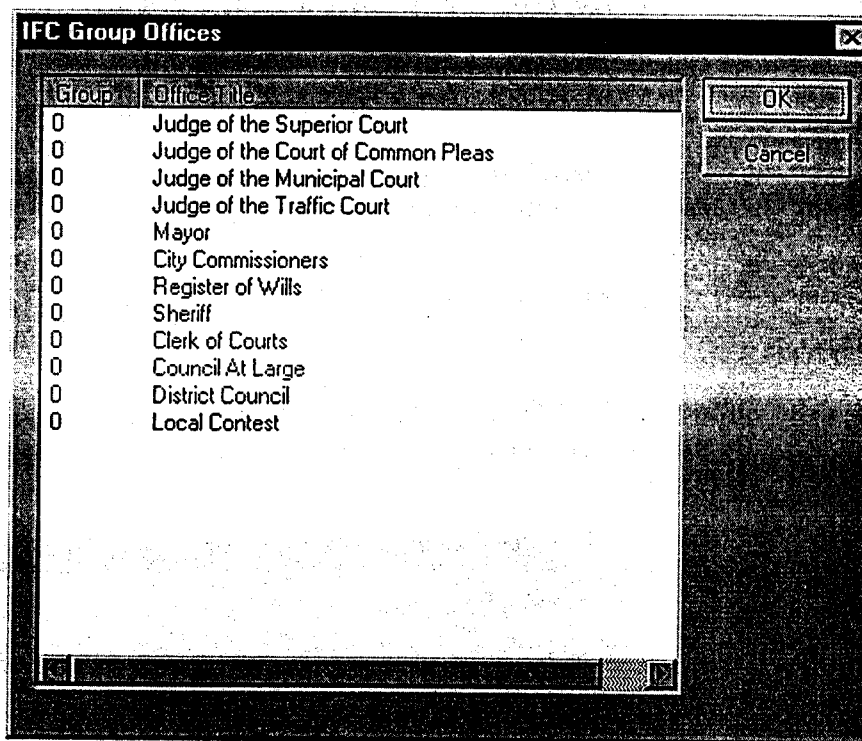 IFC Group Offices
Group Office Title
0 Judge of the Superior Court
0 Judge of the Court of Common Pleas
0 Judge of the Municipal Court
0 Judge of the Traffic Court
0 Mayor
0 City Commissioners
0 Register of Wills
0 Sheriff
0 Clerk of Courts
0 Council At Large
0 District Council
0 Local Contest
OK
Cancel